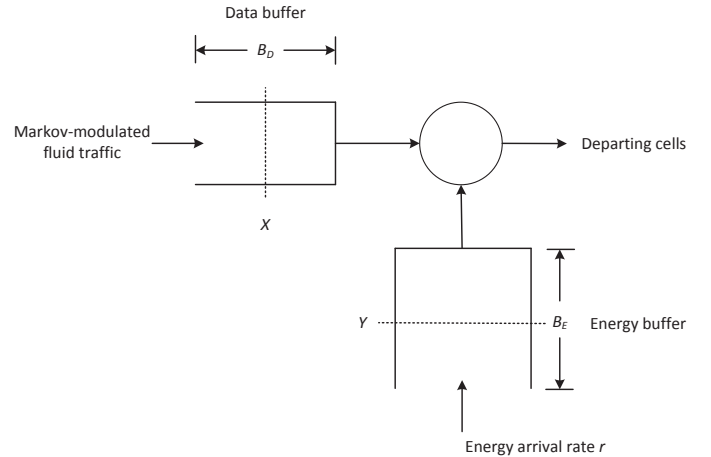 Data buffer
B_D
Markov-modulated
fluid traffic
Departing cells
X
Y
B_E
Energy buffer
Energy arrival rate r